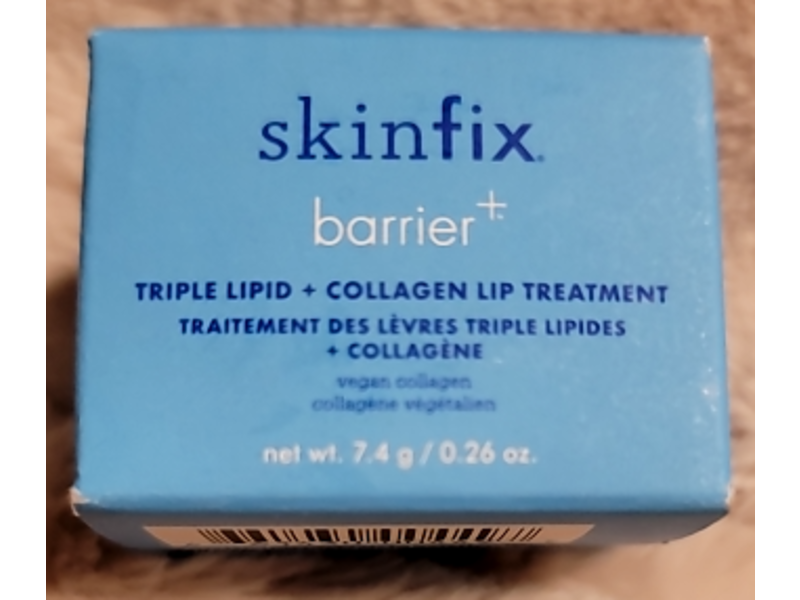 skinfix.
barrier+™
TRIPLE LIPID + COLLAGEN LIP TREATMENT
TRAITEMENT DES LÈVRES TRIPLE LIPIDES
+ COLLAGÈNE
vegan collagen
collagène végétalien
net wt. 7.4 g / 0.26 oz.